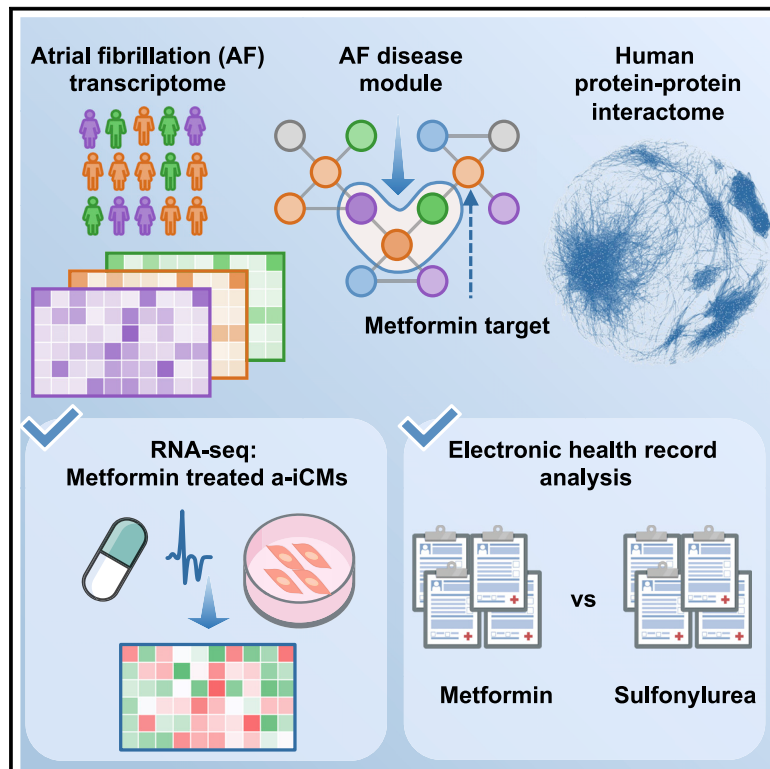 Atrial fibrillation (AF)
transcriptome
AF disease
module
Human
protein-protein
interactome
Metformin target
RNA-seq:
Metformin treated a-iCMs
Electronic health record
analysis
vs
Metformin
Sulfonylurea